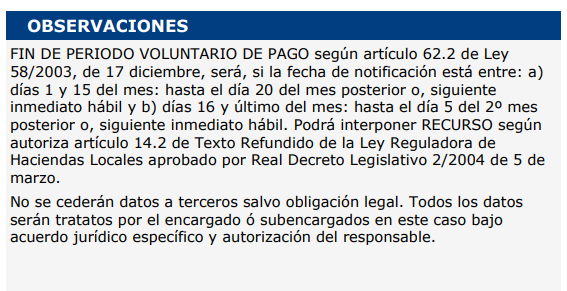 OBSERVACIONES
FIN DE PERIODO VOLUNTARIO DE PAGO según artículo 62.2 de Ley
58/2003, de 17 diciembre, será, si la fecha de notificación está entre: a)
días 1 y 15 del mes: hasta el día 20 del mes posterior o, siguiente
inmediato hábil y b) días 16 y último del mes: hasta el día 5 del 2º mes
posterior o, siguiente inmediato hábil. Podrá interponer RECURSO según
autoriza artículo 14.2 de Texto Refundido de la Ley Reguladora de
Haciendas Locales aprobado por Real Decreto Legislativo 2/2004 de 5 de
marzo.
No se cederán datos a terceros salvo obligación legal. Todos los datos
serán tratatos por el encargado ó subencargados en este caso bajo
acuerdo jurídico específico y autorización del responsable.